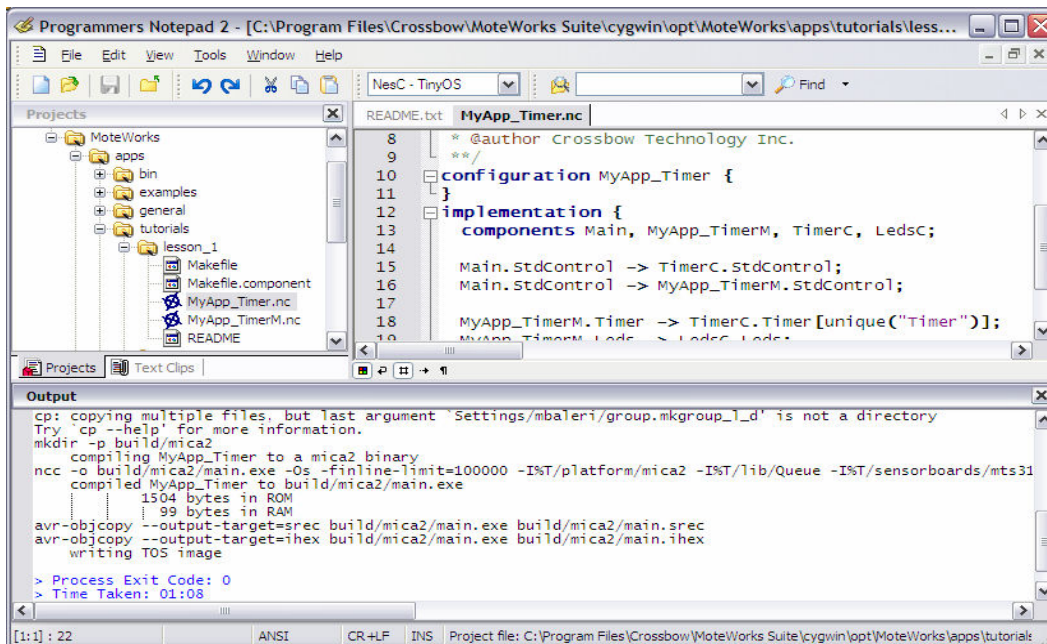 Programmers Notepad 2 - [C:\Program Files\Crossbow\MoteWorks Suite\cygwin\opt\MoteWorks\apps\tutorials\less...
File Edit View Tools Window Help
NesC - TinyOS Find
Projects
MoteWorks
apps
bin
examples
general
tutorials
lesson_1
Makefile
Makefile.component
MyApp_Timer.nc
MyApp_TimerM.nc
README
Projects Text Clips
README.txt MyApp_Timer.nc
8 * @author Crossbow Technology Inc.
9 **/
10 configuration MyApp_Timer {
11 }
12 implementation {
13 components Main, MyApp_TimerM, TimerC, LedsC;
14
15 Main.StdControl -> TimerC.StdControl;
16 Main.StdControl -> MyApp_TimerM.StdControl;
17
18 MyApp_TimerM.Timer -> TimerC.Timer[unique("Timer")];
19 MyApp_TimerM.Leds -> LedsC.Leds;
Output
cp: copying multiple files, but last argument `Settings/mbaleri/group.mkgroup_l_d' is not a directory
Try `cp --help' for more information.
mkdir -p build/mica2
compiling MyApp_Timer to a mica2 binary
ncc -o build/mica2/main.exe -Os -finline-limit=100000 -I%T/platform/mica2 -I%T/lib/Queue -I%T/sensorboards/mts31
compiled MyApp_Timer to build/mica2/main.exe
1504 bytes in ROM
99 bytes in RAM
avr-objcopy --output-target=srec build/mica2/main.exe build/mica2/main.srec
avr-objcopy --output-target=ihex build/mica2/main.exe build/mica2/main.ihex
writing TOS image
> Process Exit Code: 0
> Time Taken: 01:08
[1:1] : 22 ANSI CR+LF INS Project file: C:\Program Files\Crossbow\MoteWorks Suite\cygwin\opt\MoteWorks\apps\tutorials